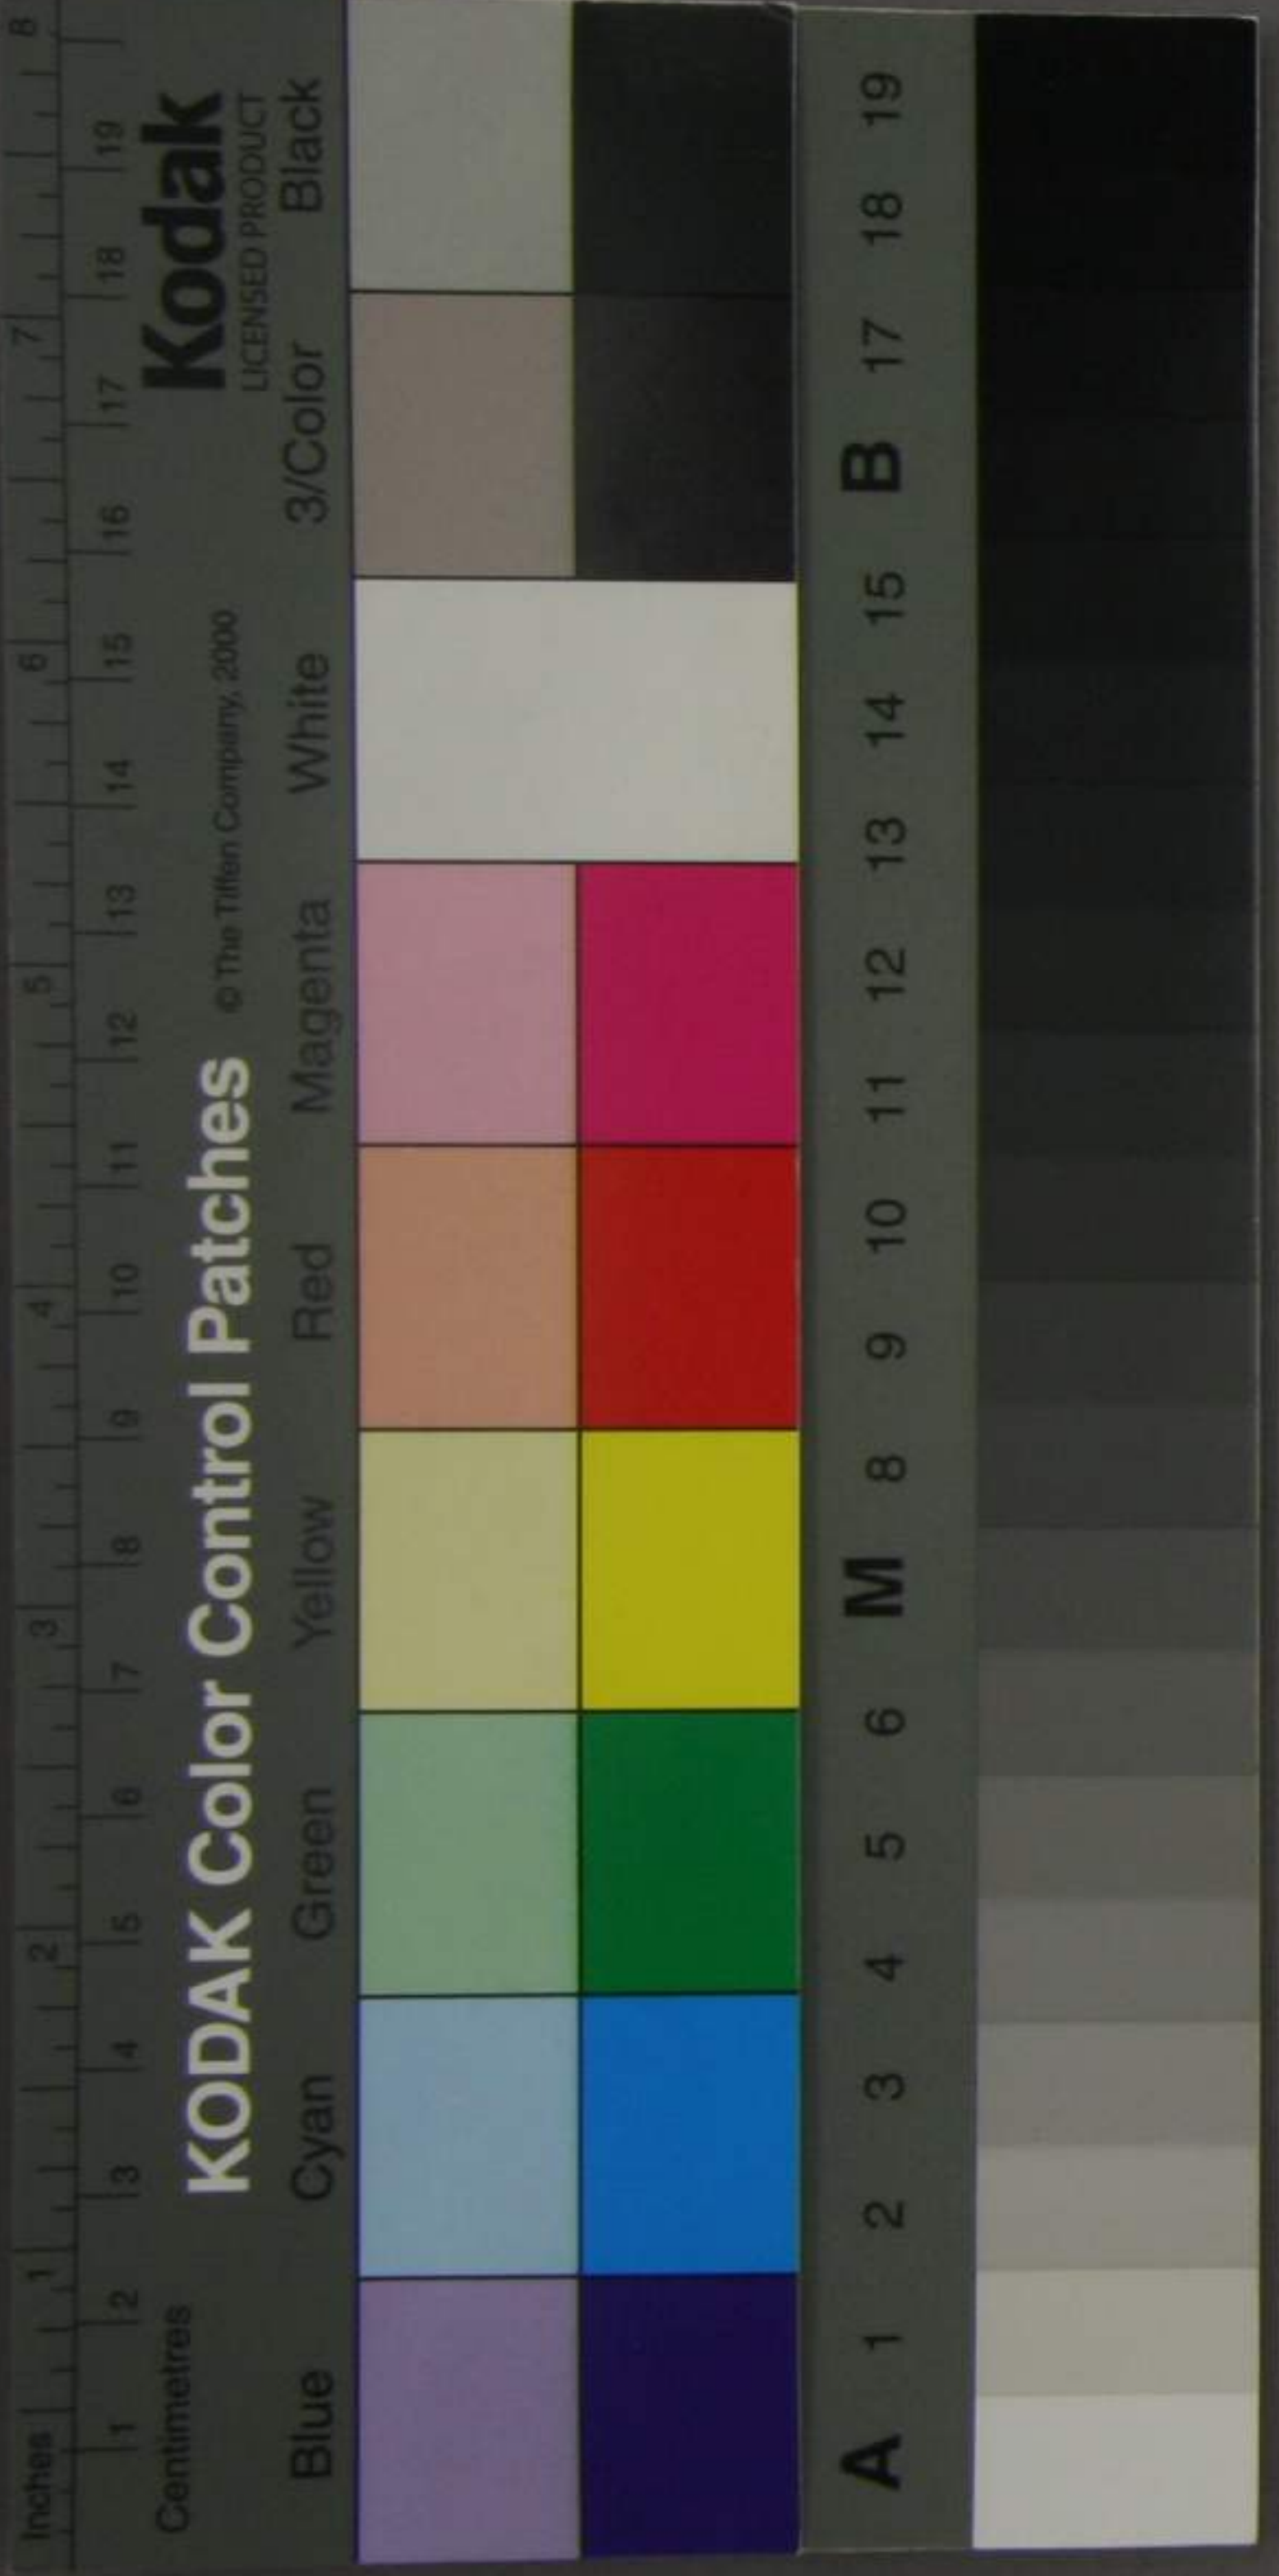 Inches 1 2 3 4 5 6 7 8
Centimetres 1 2 3 4 5 6 7 8 9 10 11 12 13 14 15 16 17 18 19
KODAK Color Control Patches © The Tiffen Company, 2000
Kodak
LICENSED PRODUCT
Blue Cyan Green Yellow Red Magenta White 3/Color Black
A 1 2 3 4 5 6 M 8 9 10 11 12 13 14 15 B 17 18 19